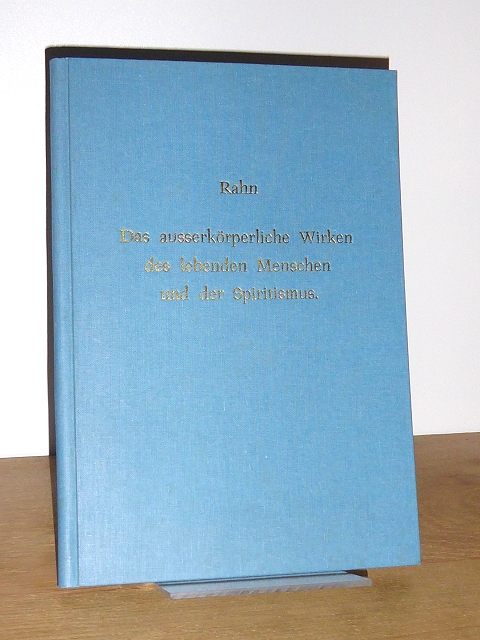 Rahn
Das ausserkörperliche Wirken
des lebenden Menschen
und der Spiritismus.